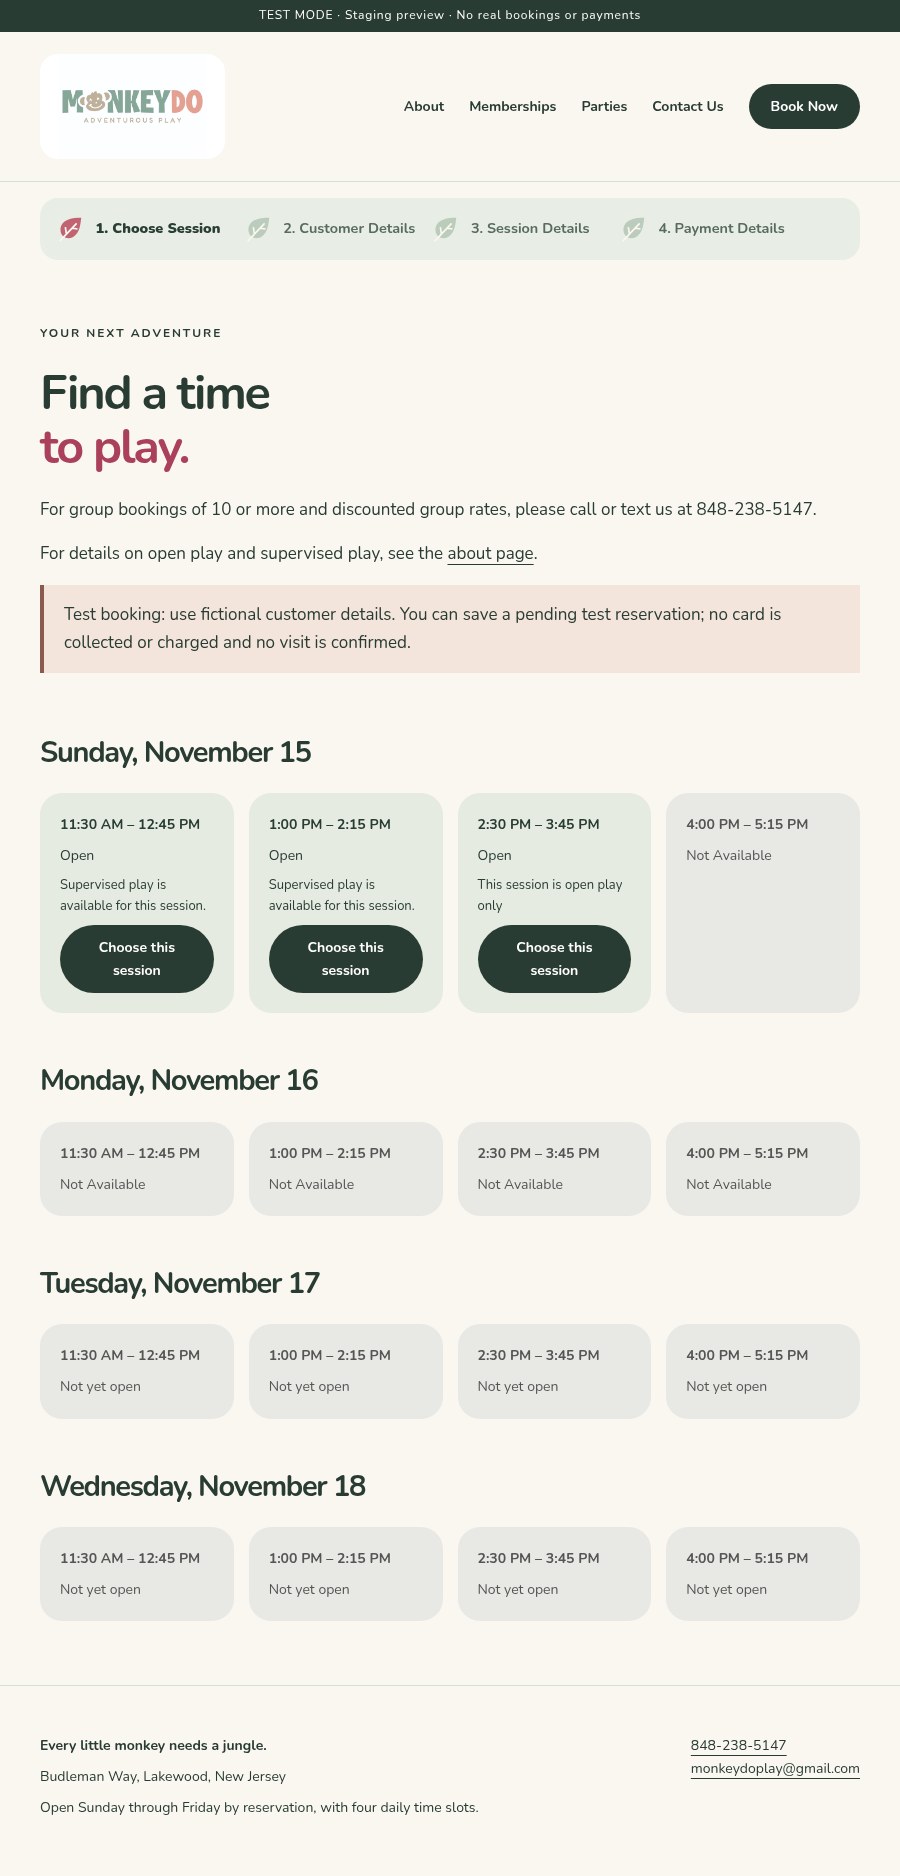 TEST MODE · Staging preview · No real bookings or payments
MONKEYDO
ADVENTUROUS PLAY
About Memberships Parties Contact Us Book Now
1. Choose Session 2. Customer Details 3. Session Details 4. Payment Details
YOUR NEXT ADVENTURE
Find a time
to play.
For group bookings of 10 or more and discounted group rates, please call or text us at 848-238-5147.
For details on open play and supervised play, see the about page.
Test booking: use fictional customer details. You can save a pending test reservation; no card is
collected or charged and no visit is confirmed.
Sunday, November 15
11:30 AM – 12:45 PM
Open
Supervised play is
available for this session.
Choose this
session
1:00 PM – 2:15 PM
Open
Supervised play is
available for this session.
Choose this
session
2:30 PM – 3:45 PM
Open
This session is open play
only
Choose this
session
4:00 PM – 5:15 PM
Not Available
Monday, November 16
11:30 AM – 12:45 PM
Not Available
1:00 PM – 2:15 PM
Not Available
2:30 PM – 3:45 PM
Not Available
4:00 PM – 5:15 PM
Not Available
Tuesday, November 17
11:30 AM – 12:45 PM
Not yet open
1:00 PM – 2:15 PM
Not yet open
2:30 PM – 3:45 PM
Not yet open
4:00 PM – 5:15 PM
Not yet open
Wednesday, November 18
11:30 AM – 12:45 PM
Not yet open
1:00 PM – 2:15 PM
Not yet open
2:30 PM – 3:45 PM
Not yet open
4:00 PM – 5:15 PM
Not yet open
Every little monkey needs a jungle.
Budleman Way, Lakewood, New Jersey
Open Sunday through Friday by reservation, with four daily time slots.
848-238-5147
monkeydoplay@gmail.com